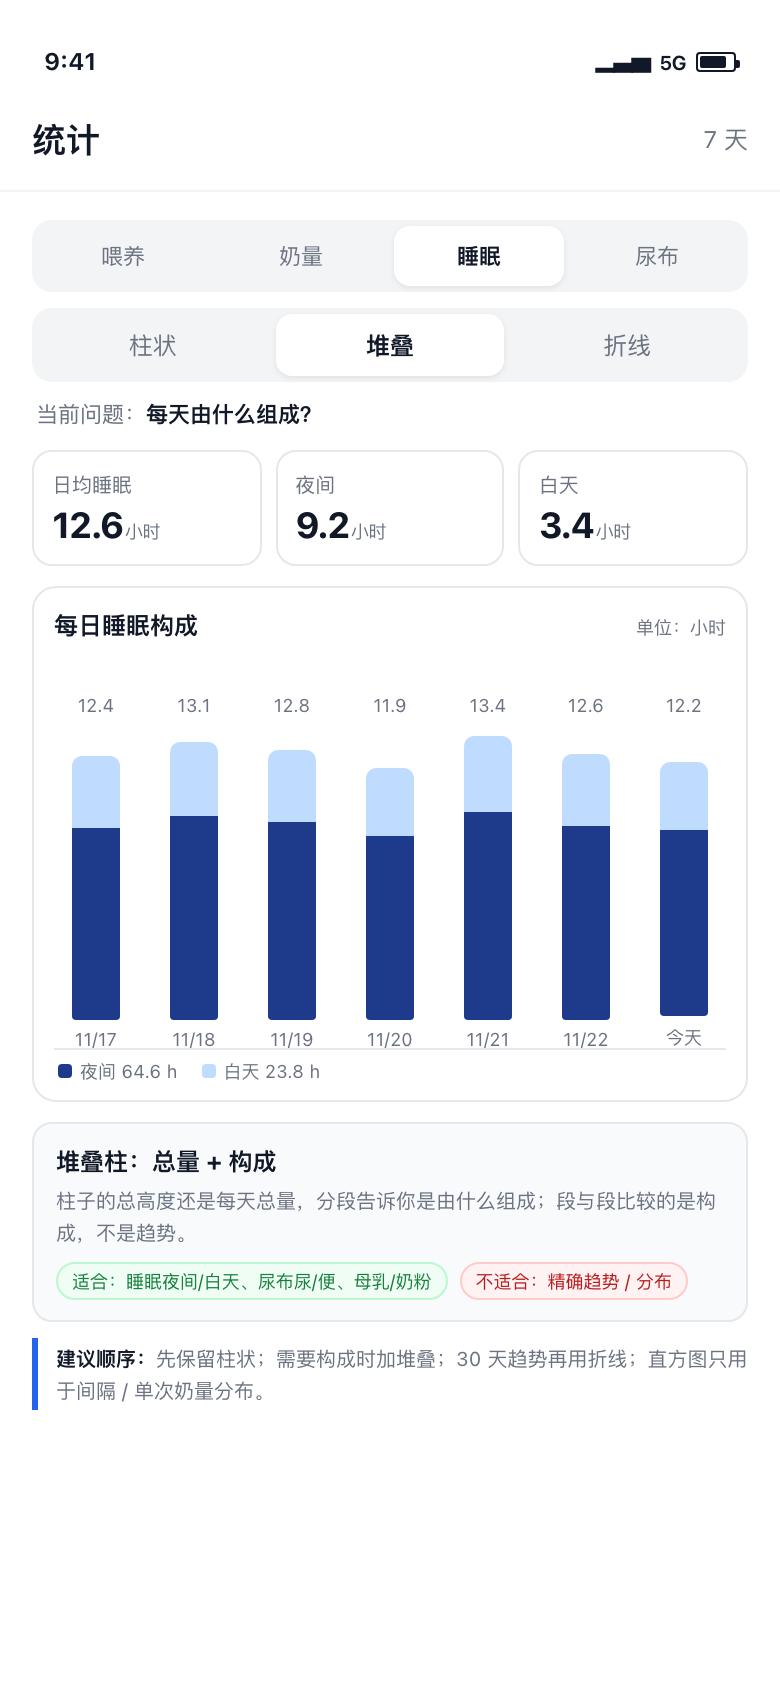 9:41
5G
统计
7 天
喂养 奶量 睡眠 尿布
柱状 堆叠 折线
当前问题：每天由什么组成?
日均睡眠 夜间 白天
12.6小时 9.2小时 3.4小时
每日睡眠构成 单位：小时
12.4 13.1 12.8 11.9 13.4 12.6 12.2
11/17 11/18 11/19 11/20 11/21 11/22 今天
夜间 64.6 h 白天 23.8 h
堆叠柱：总量 + 构成
柱子的总高度还是每天总量，分段告诉你是由什么组成；段与段比较的是构
成，不是趋势。
适合：睡眠夜间/白天、尿布尿/便、母乳/奶粉 不适合：精确趋势 / 分布
建议顺序：先保留柱状；需要构成时加堆叠；30 天趋势再用折线；直方图只用
于间隔 / 单次奶量分布。